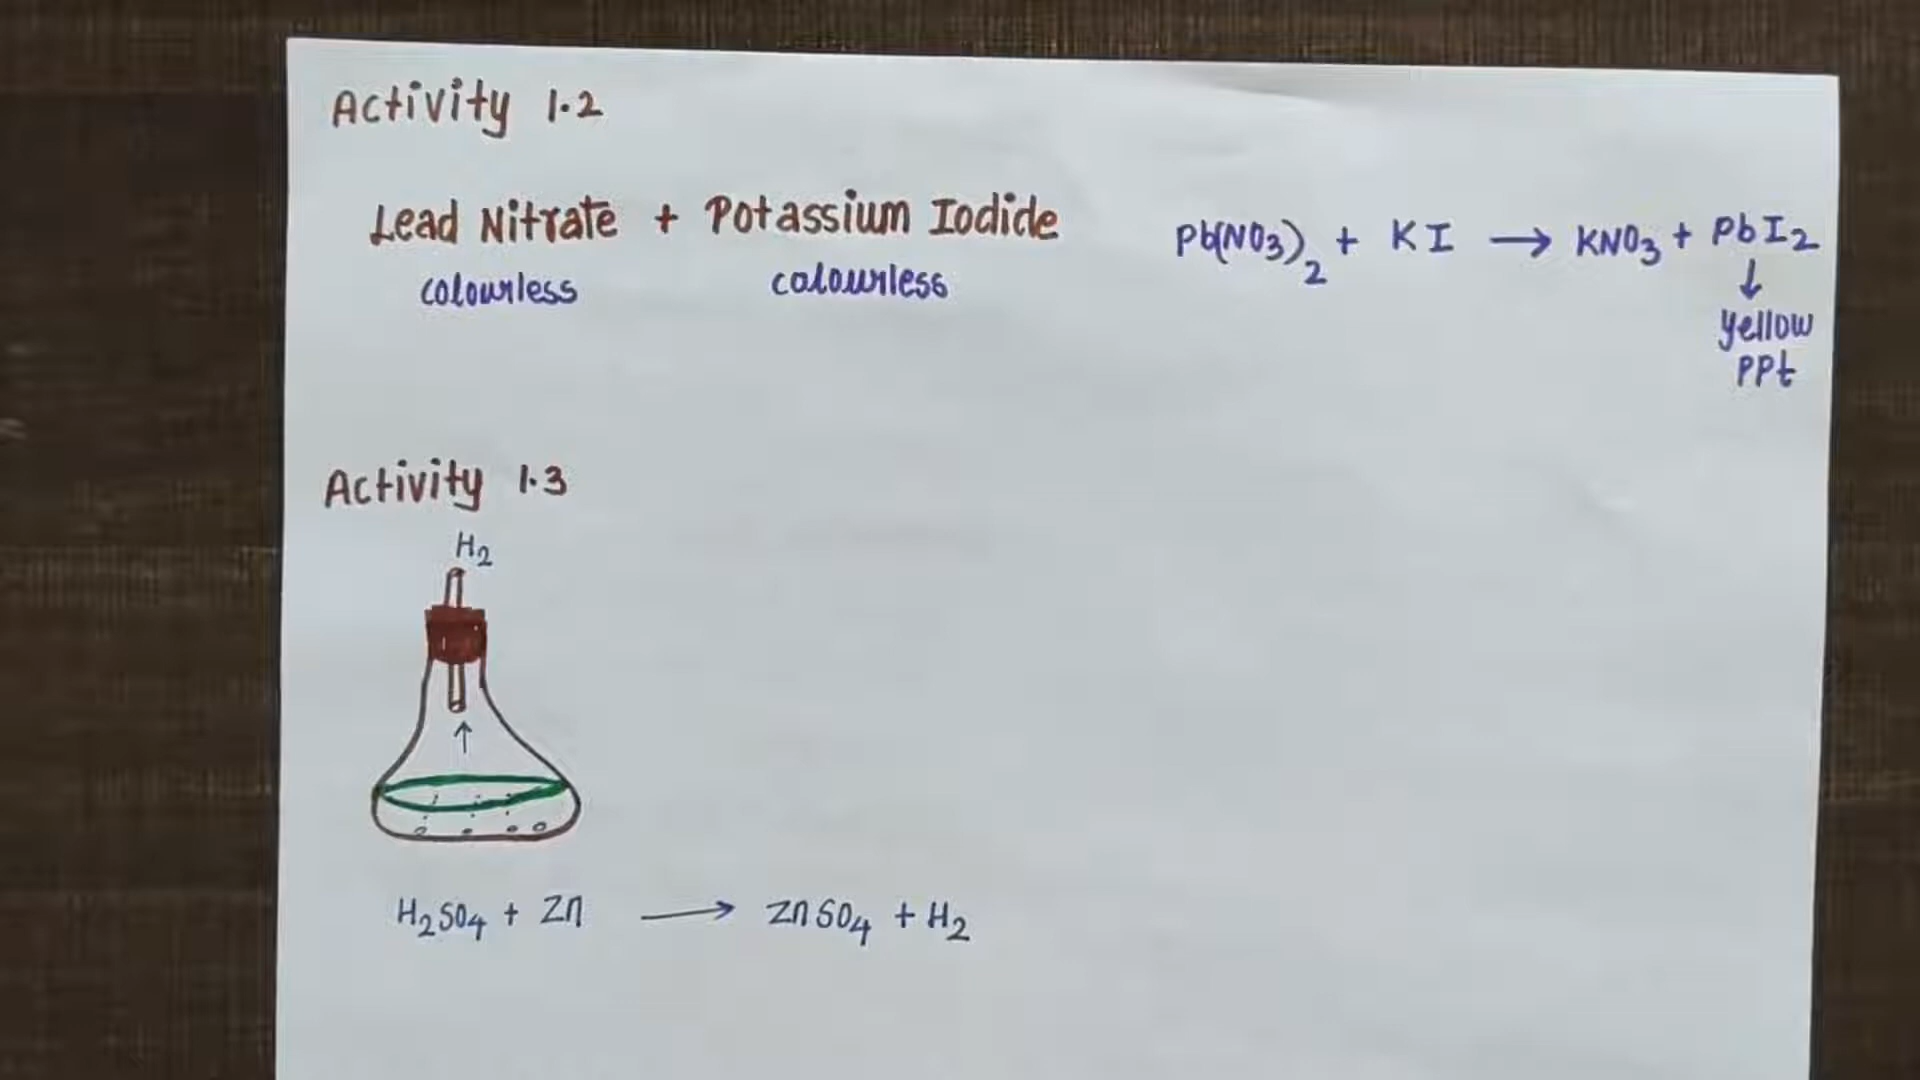 Activity 1.2
Lead Nitrate + Potassium Iodide
colourless colourless
Pb(NO3)2 + KI → KNO3 + PbI2
↓
yellow
PPt
Activity 1.3
H2
↑
H2SO4 + Zn → ZnSO4 + H2